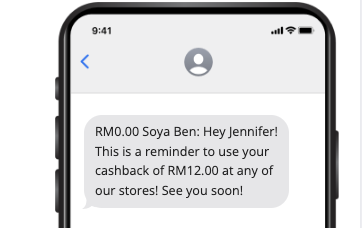 9:41
RM0.00 Soya Ben: Hey Jennifer!
This is a reminder to use your
cashback of RM12.00 at any of
our stores! See you soon!